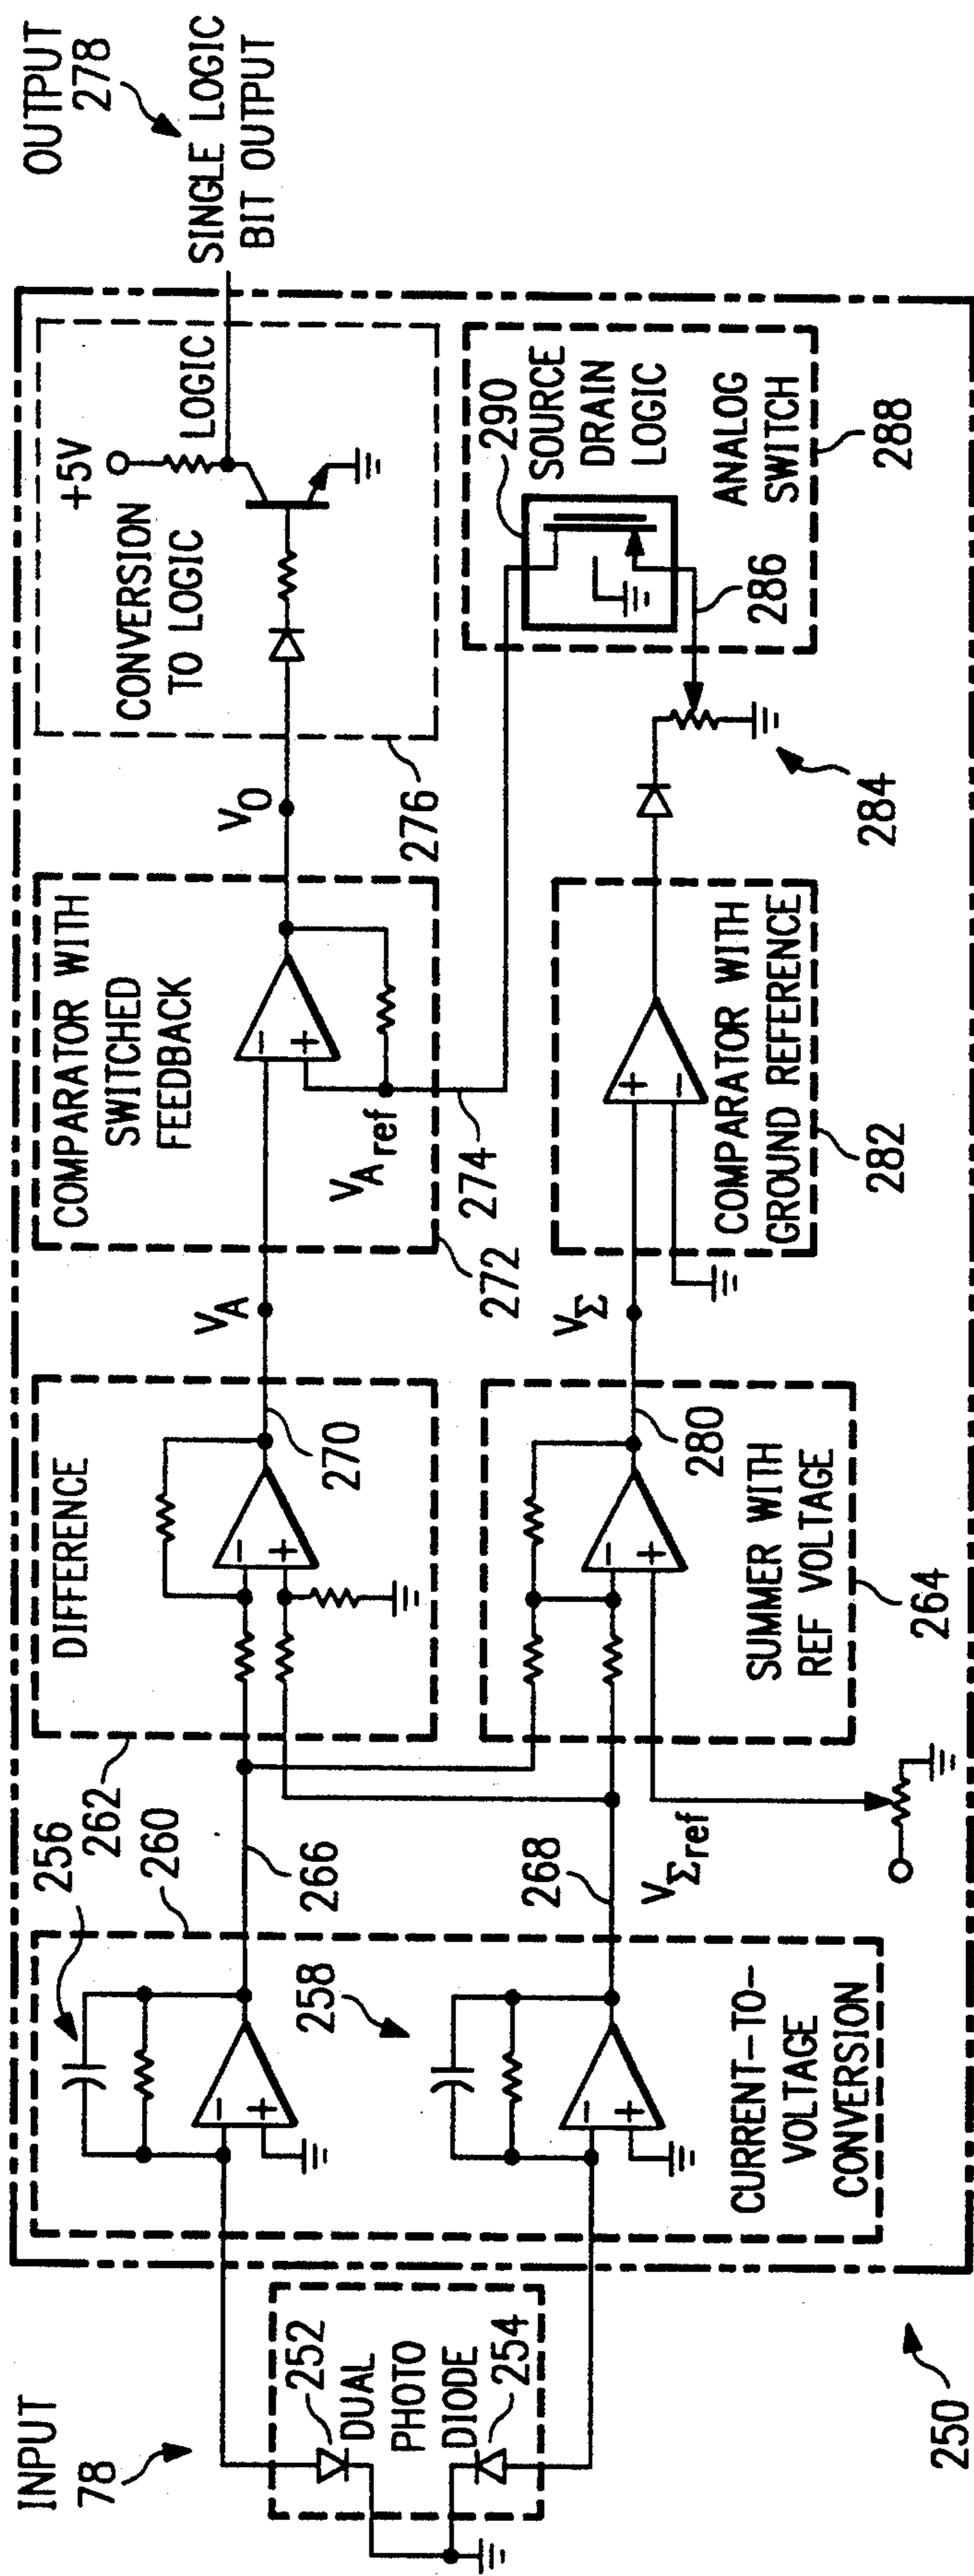 INPUT
78
252
DUAL
PHOTO
DIODE
254
250
256
262
260
258
CURRENT-TO-
VOLTAGE
CONVERSION
-
+
-
+
266
268
VΣref
DIFFERENCE
-
+
270
SUMMER WITH
REF VOLTAGE
-
+
280
264
VA
VΣ
COMPARATOR WITH
SWITCHED
FEEDBACK
-
+
VAref
272
274
COMPARATOR WITH
GROUND REFERENCE
+
-
282
VO
276
284
CONVERSION
TO LOGIC
+5V
LOGIC
290
SOURCE
DRAIN
LOGIC
ANALOG
SWITCH
286
288
OUTPUT
278
SINGLE LOGIC
BIT OUTPUT